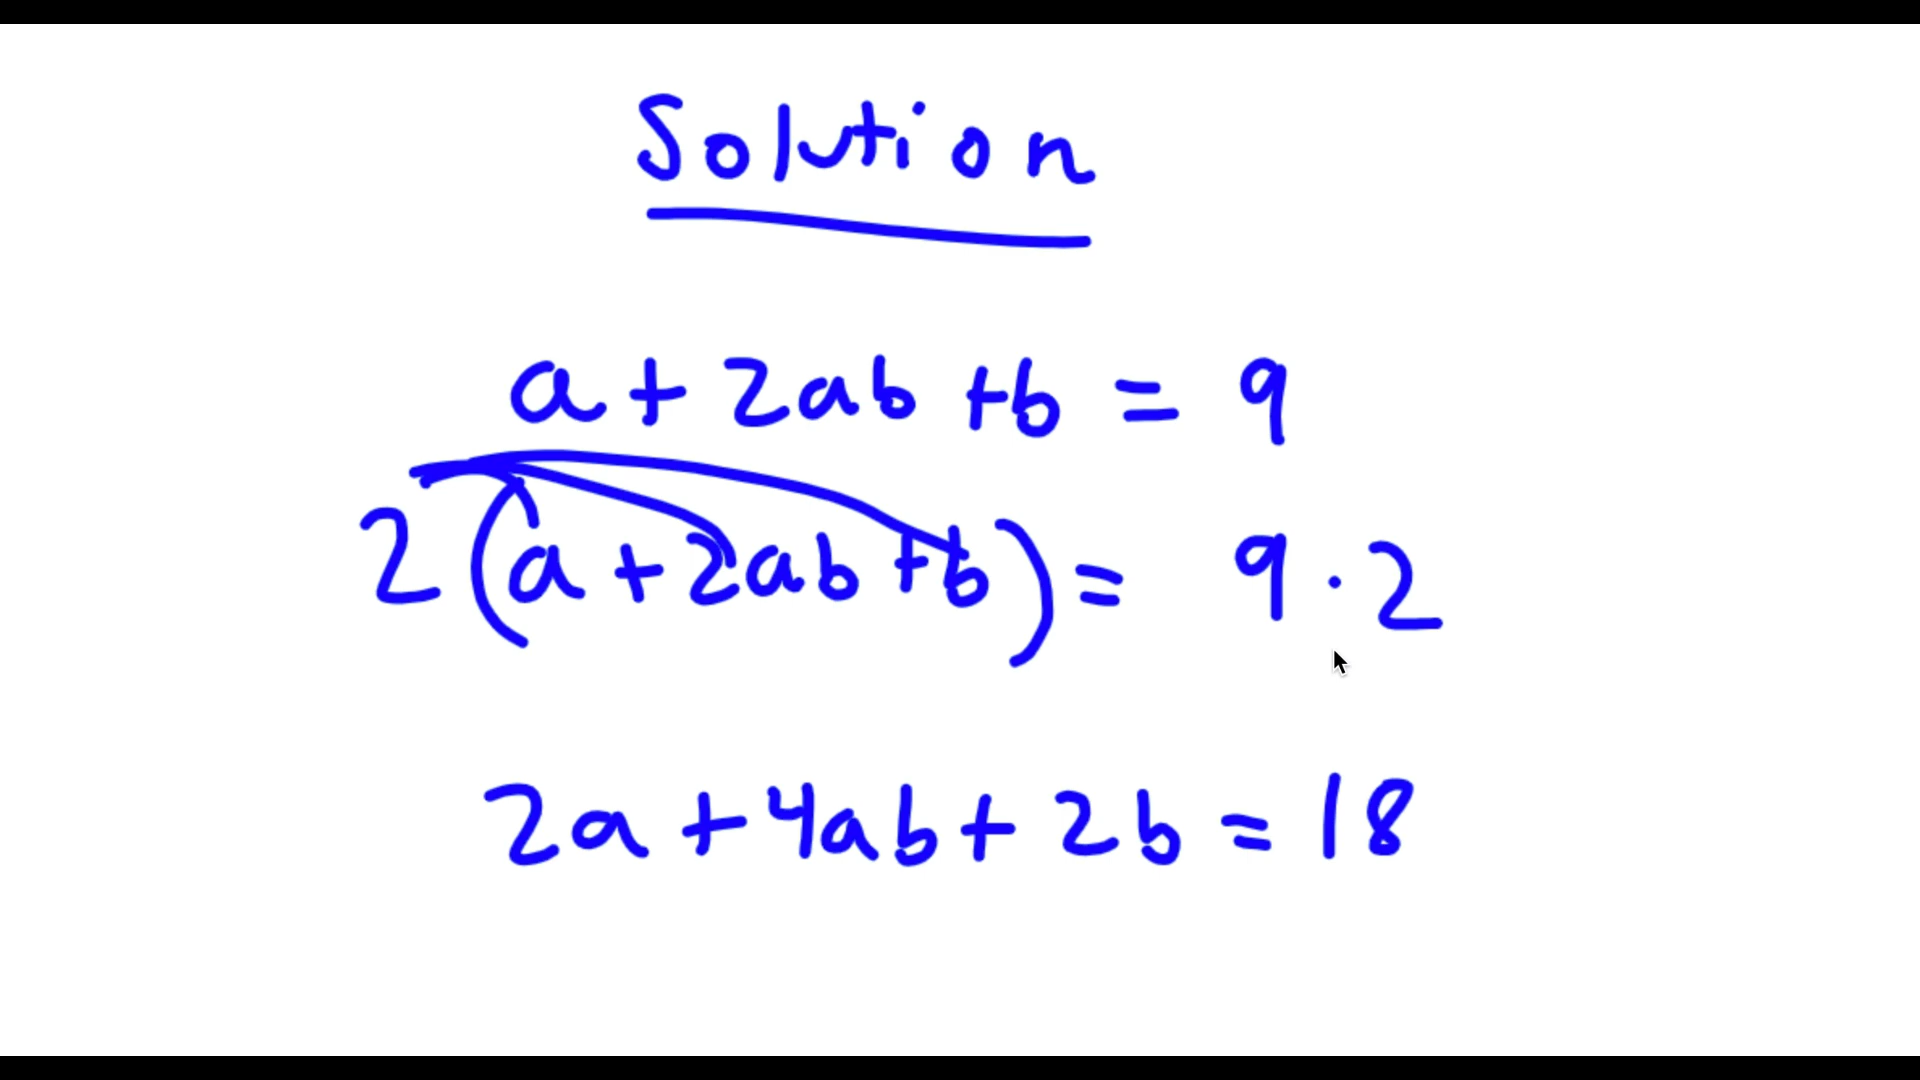 Solution
a + 2ab + b = 9
2(a + 2ab + b) = 9 · 2
2a + 4ab + 2b = 18